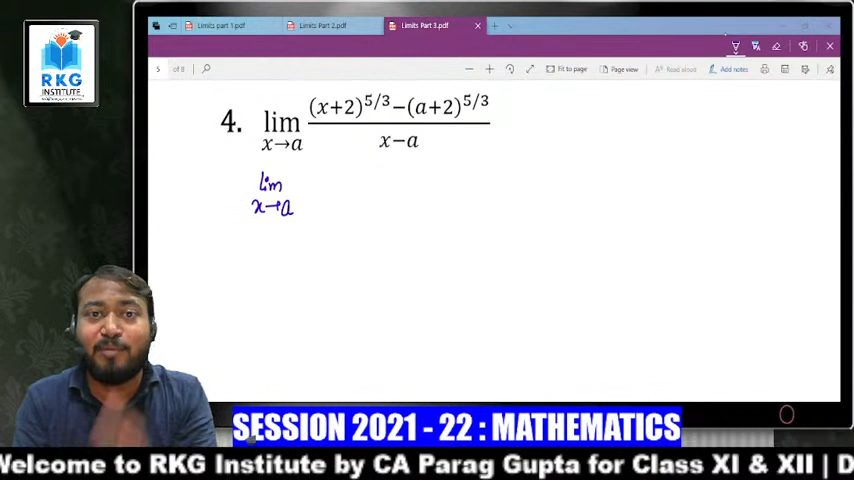 Limits part 1.pdf
Limits Part 2.pdf
Limits Part 3.pdf
5 of 8
Fit to page
Page view
Read aloud
Add notes
RKG
INSTITUTE
4. lim x→a ((x+2)^5/3−(a+2)^5/3)/(x−a)
lim
x→a
SESSION 2021 - 22 : MATHEMATICS
Welcome to RKG Institute by CA Parag Gupta for Class XI & XII | D